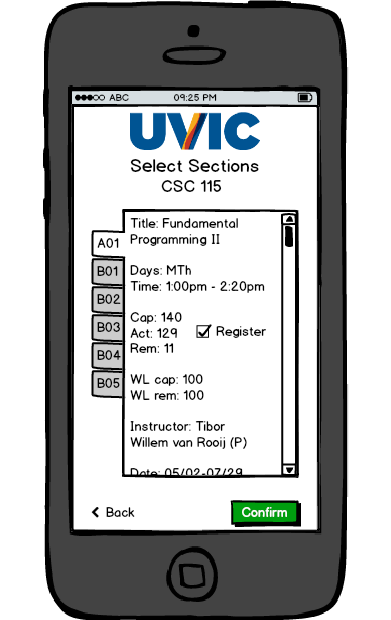 ABC 09:25 PM
UVIC
Select Sections
CSC 115
Title: Fundamental
Programming II
A01
B01
B02
B03
B04
B05
Days: MTh
Time: 1:00pm - 2:20pm
Cap: 140
Act: 129
Rem: 11
Register
WL cap: 100
WL rem: 100
Instructor: Tibor
Willem van Rooij (P)
Date: 05/02-07/29
Back
Confirm